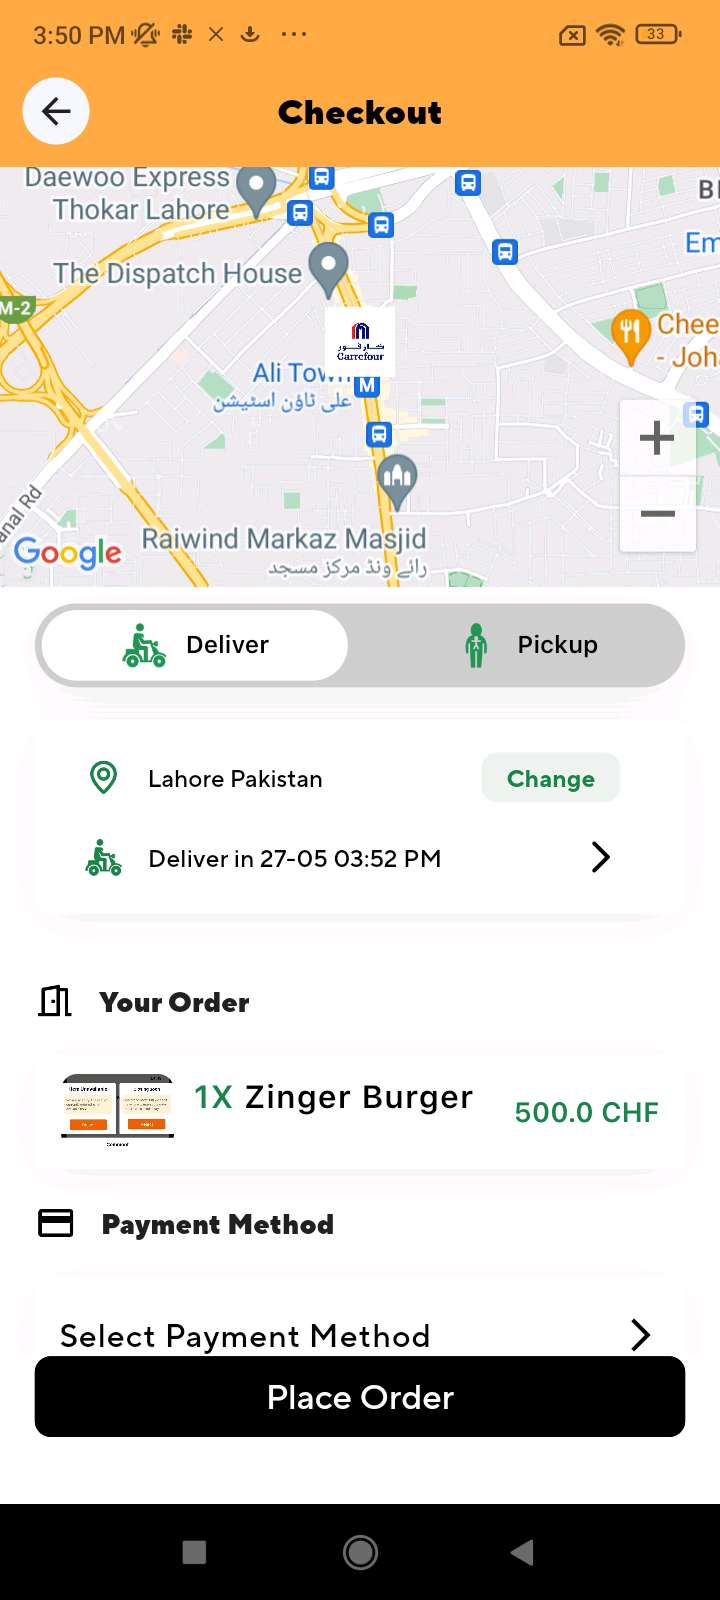 3:50 PM
33
Checkout
Daewoo Express
Thokar Lahore
The Dispatch House
M-2
Em
Chee
- Joh
كارفور
Carrefour
Ali Town
M
علی ٹاؤن اسٹیشن
anal Rd
Google
Raiwind Markaz Masjid
رائے ونڈ مرکز مسجد
Deliver
Pickup
Lahore Pakistan
Change
Deliver in 27-05 03:52 PM
Your Order
1X Zinger Burger
500.0 CHF
Payment Method
Select Payment Method
Place Order